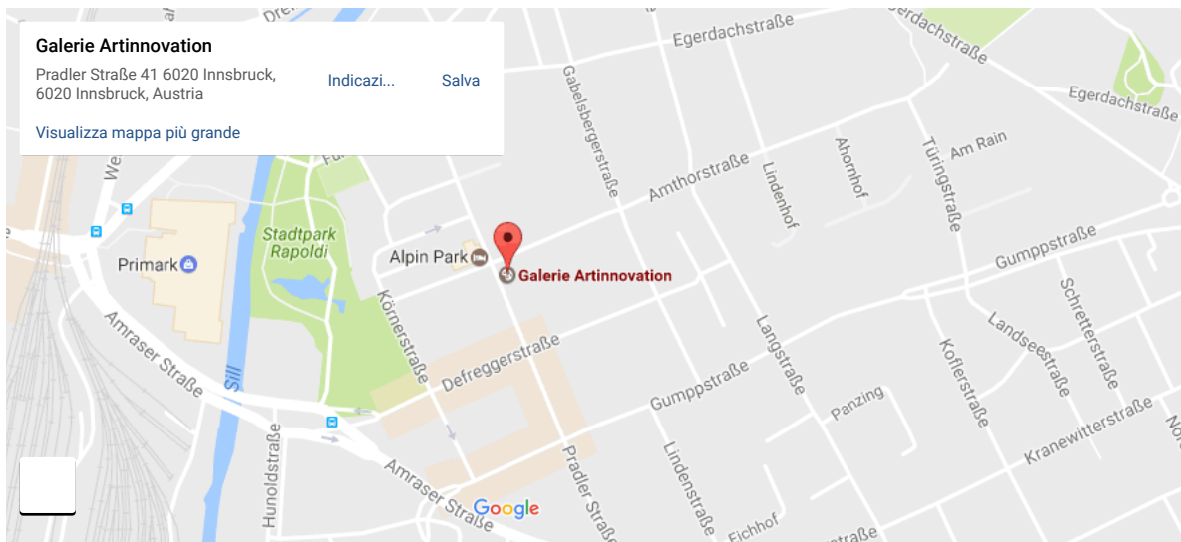 Galerie Artinnovation
Pradler Straße 41 6020 Innsbruck,
6020 Innsbruck, Austria
Indicazi...
Salva
Visualizza mappa più grande
Egerdachstraße
Egerdachstraße
Gabelsbergerstraße
Amthorstraße
Lindenhof
Ahornhof
Türingstraße
Am Rain
Stadtpark
Rapoldi
Alpin Park
Primark
Galerie Artinnovation
Gumppstraße
Körnerstraße
Defreggerstraße
Amraser Straße
Sill
Langstraße
Schretterstraße
Landseestraße
Koflerstraße
Gumppstraße
Panzing
Kranewitterstraße
Hunoldstraße
Amraser Straße
Pradler Straße
Lindenstraße
Eichhof
Google